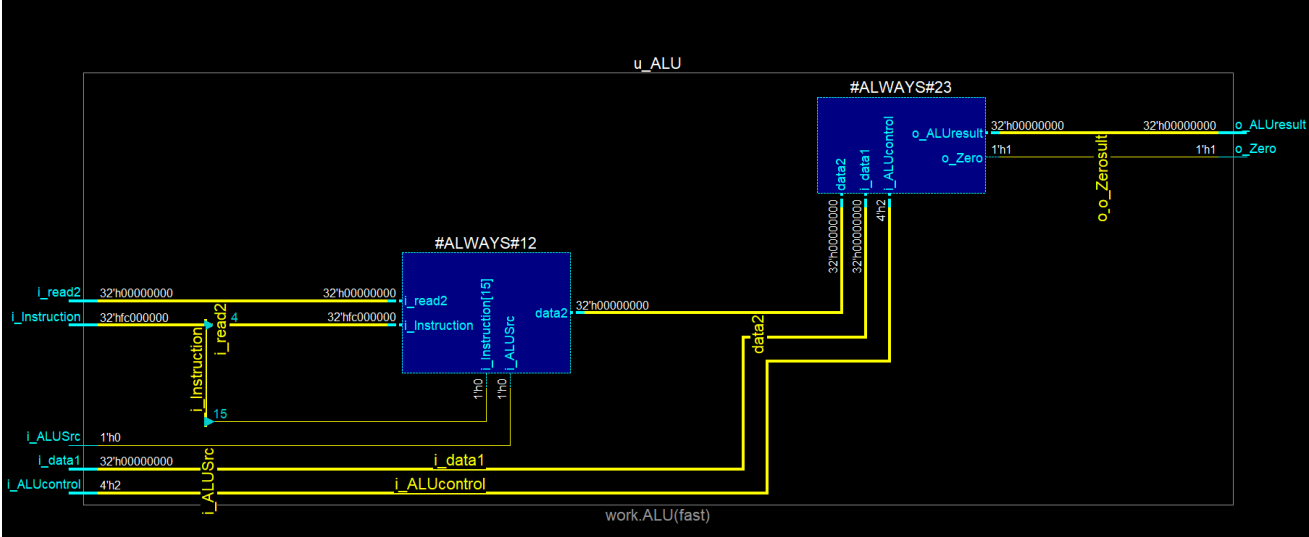 u_ALU
#ALWAYS#23
o_ALUresult 32'h00000000 32'h00000000 o_ALUresult
o_Zero 1'h1 1'h1 o_Zero
data2
i_data1
i_ALUcontrol
o_o_Zerosult
32'h00000000
32'h00000000
4'h2
#ALWAYS#12
i_read2 32'h00000000 32'h00000000 i_read2
i_Instruction 32'hfc000000 4 32'hfc000000 i_Instruction
i_Instruction[15]
i_ALUSrc
data2 32'h00000000
i_read2
i_Instruction
data2
1'h0
1'h0
15
i_ALUSrc 1'h0
i_data1 32'h00000000 i_data1
i_ALUcontrol 4'h2 i_ALUcontrol
i_ALUSrc
work.ALU(fast)